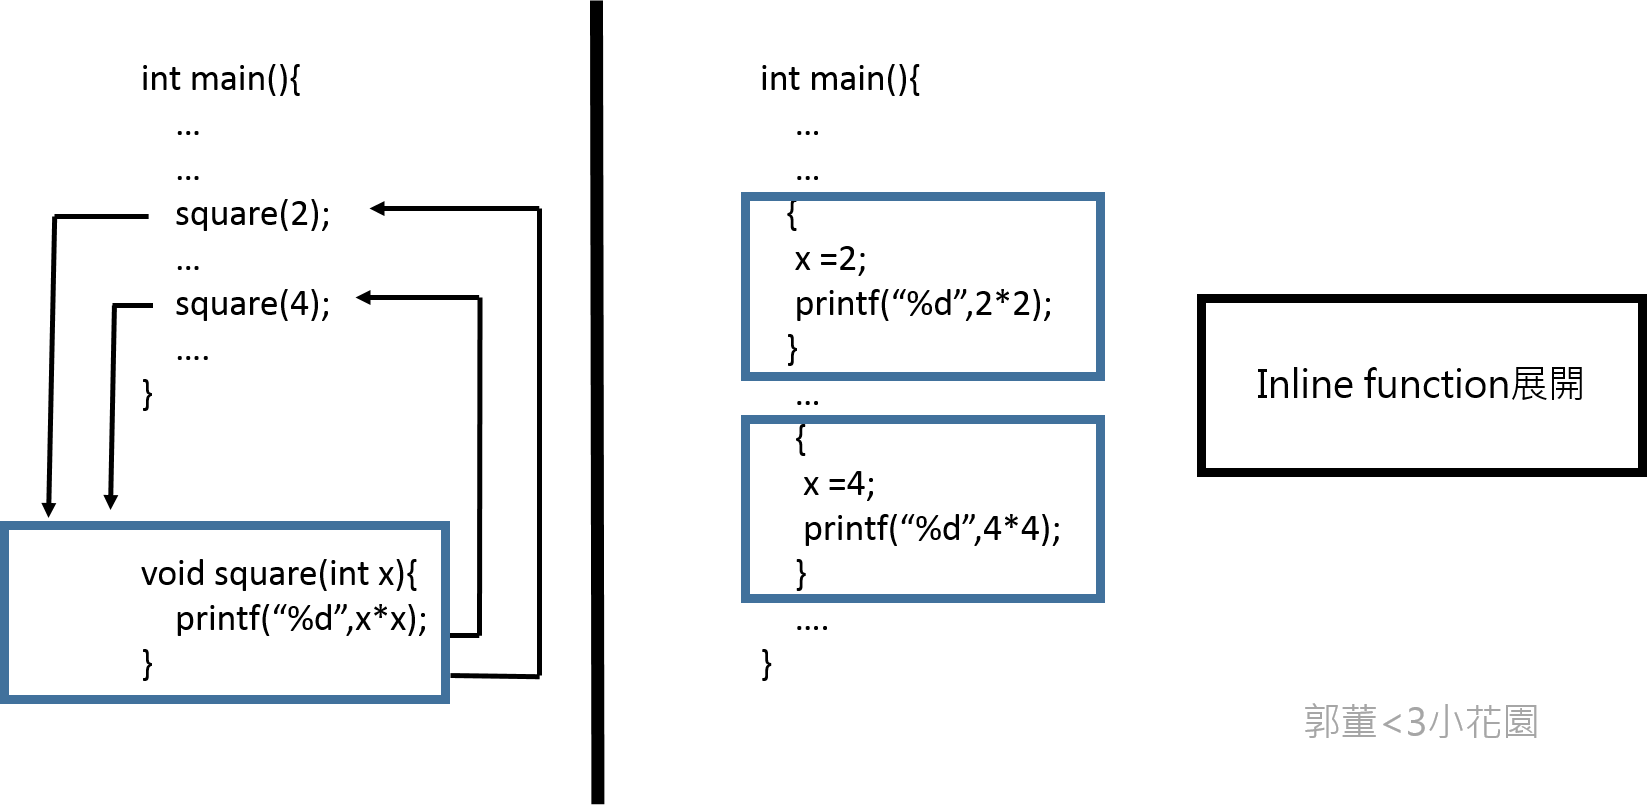 int main(){
...
...
square(2);
...
square(4);
....
}
void square(int x){
printf(“%d”,x*x);
}
int main(){
...
...
{
x =2;
printf(“%d”,2*2);
}
...
{
x =4;
printf(“%d”,4*4);
}
....
}
Inline function展開
郭董<3小花園